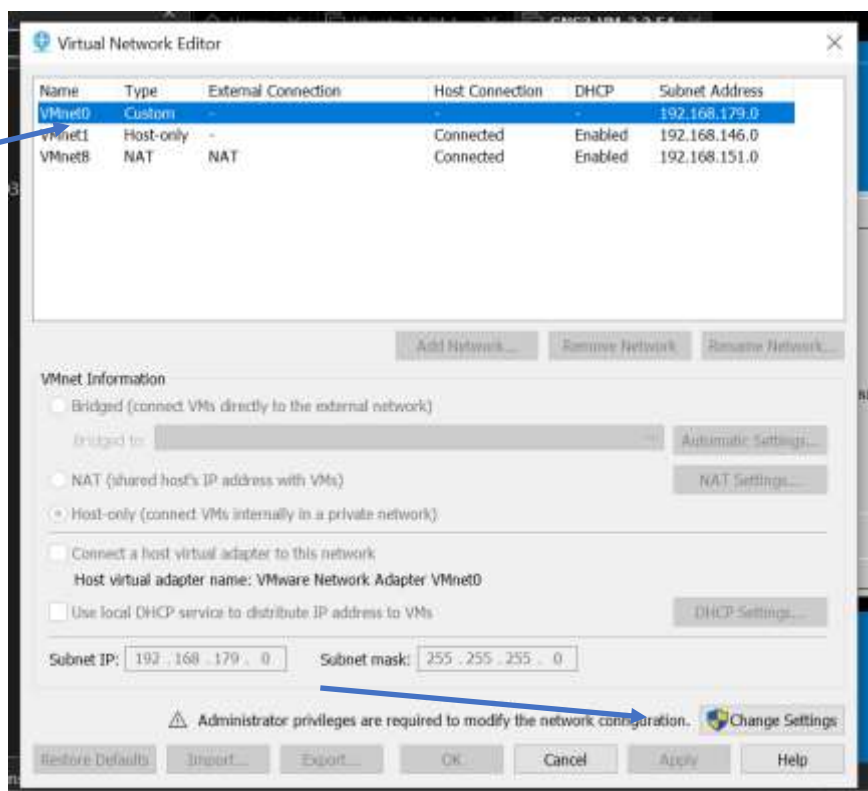 Virtual Network Editor
Name Type External Connection Host Connection DHCP Subnet Address
VMnet0 Custom - - - 192.168.179.0
VMnet1 Host-only - Connected Enabled 192.168.146.0
VMnet8 NAT NAT Connected Enabled 192.168.151.0
Add Network... Remove Network Rename Network...
VMnet Information
Bridged (connect VMs directly to the external network)
Bridged to: Automatic Settings...
NAT (shared host's IP address with VMs) NAT Settings...
Host-only (connect VMs internally in a private network)
Connect a host virtual adapter to this network
Host virtual adapter name: VMware Network Adapter VMnet0
Use local DHCP service to distribute IP address to VMs DHCP Settings...
Subnet IP: 192 . 168 . 179 . 0 Subnet mask: 255 . 255 . 255 . 0
Administrator privileges are required to modify the network configuration. Change Settings
Restore Defaults Import... Export... OK Cancel Apply Help